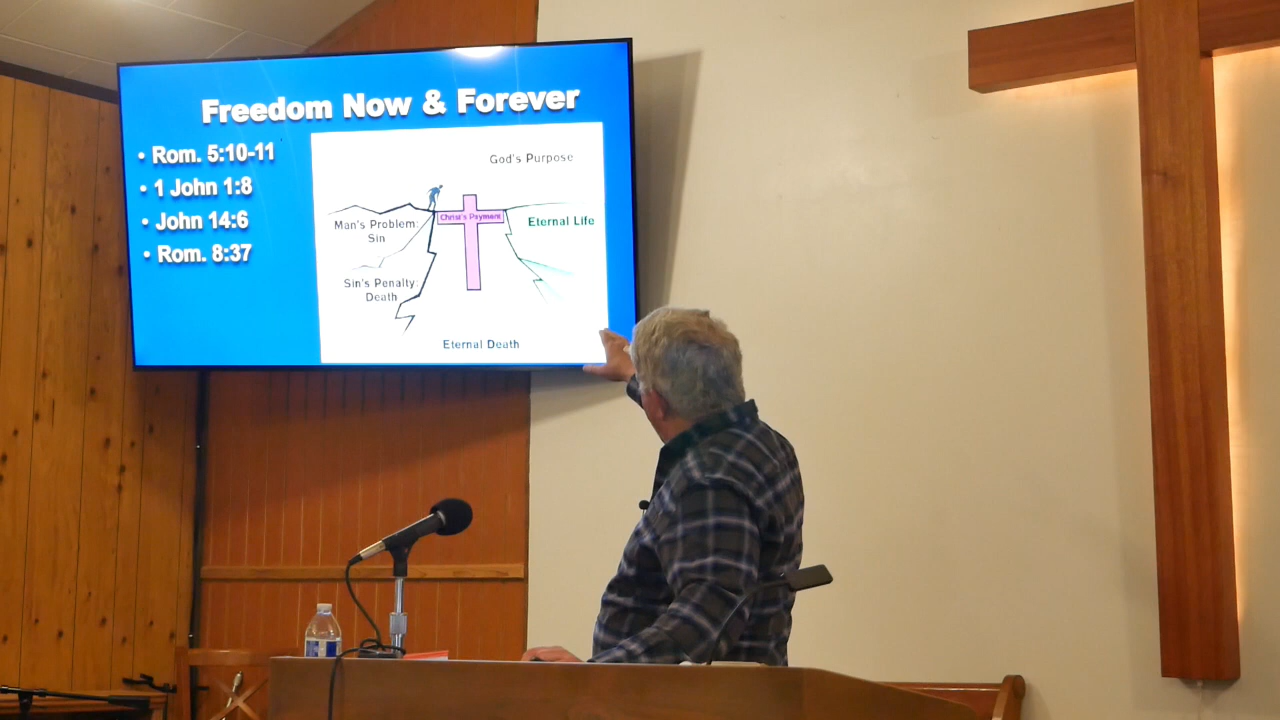 Freedom Now & Forever
• Rom. 5:10-11
• 1 John 1:8
• John 14:6
• Rom. 8:37
God's Purpose
Christ's Payment
Man's Problem:
Sin
Eternal Life
Sin's Penalty:
Death
Eternal Death